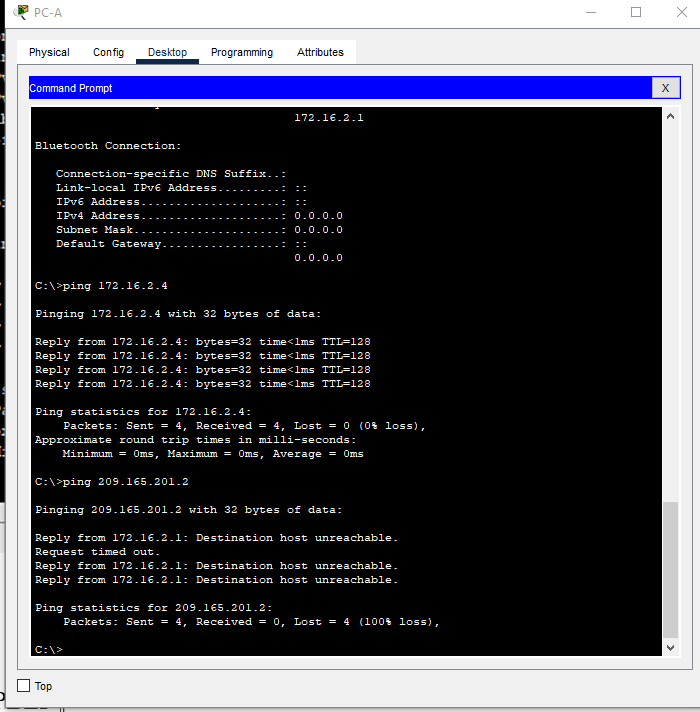 PC-A
Physical Config Desktop Programming Attributes
Command Prompt X
172.16.2.1
Bluetooth Connection:
Connection-specific DNS Suffix..:
Link-local IPv6 Address.........: ::
IPv6 Address....................: ::
IPv4 Address....................: 0.0.0.0
Subnet Mask.....................: 0.0.0.0
Default Gateway.................: ::
0.0.0.0
C:\>ping 172.16.2.4
Pinging 172.16.2.4 with 32 bytes of data:
Reply from 172.16.2.4: bytes=32 time<1ms TTL=128
Reply from 172.16.2.4: bytes=32 time<1ms TTL=128
Reply from 172.16.2.4: bytes=32 time<1ms TTL=128
Reply from 172.16.2.4: bytes=32 time<1ms TTL=128
Ping statistics for 172.16.2.4:
Packets: Sent = 4, Received = 4, Lost = 0 (0% loss),
Approximate round trip times in milli-seconds:
Minimum = 0ms, Maximum = 0ms, Average = 0ms
C:\>ping 209.165.201.2
Pinging 209.165.201.2 with 32 bytes of data:
Reply from 172.16.2.1: Destination host unreachable.
Request timed out.
Reply from 172.16.2.1: Destination host unreachable.
Reply from 172.16.2.1: Destination host unreachable.
Ping statistics for 209.165.201.2:
Packets: Sent = 4, Received = 0, Lost = 4 (100% loss),
C:\>
Top